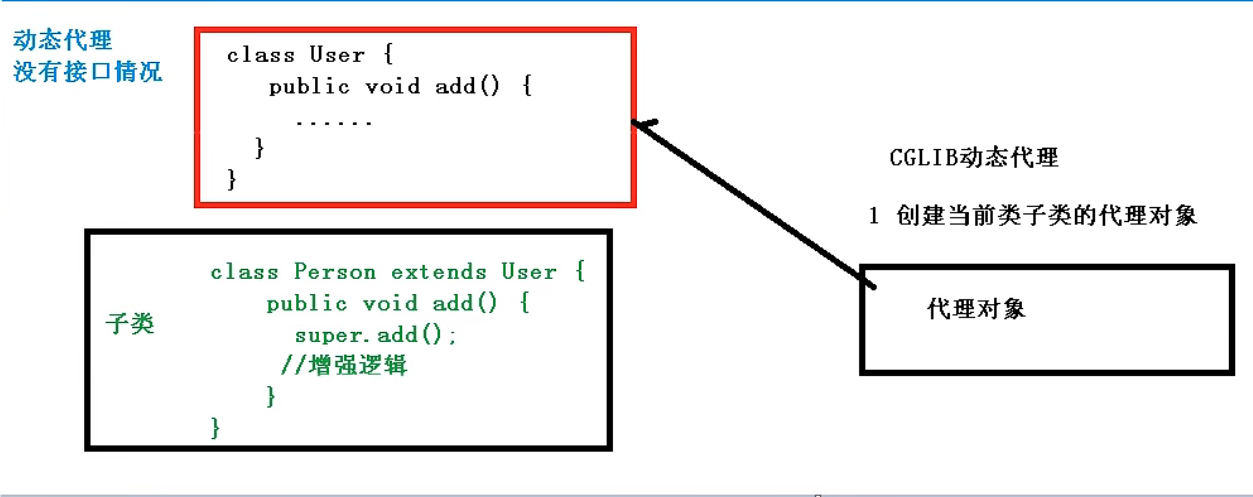 动态代理
没有接口情况
class User {
public void add() {
......
}
}
子类
class Person extends User {
public void add() {
super.add();
//增强逻辑
}
}
CGLIB动态代理
1 创建当前类子类的代理对象
代理对象